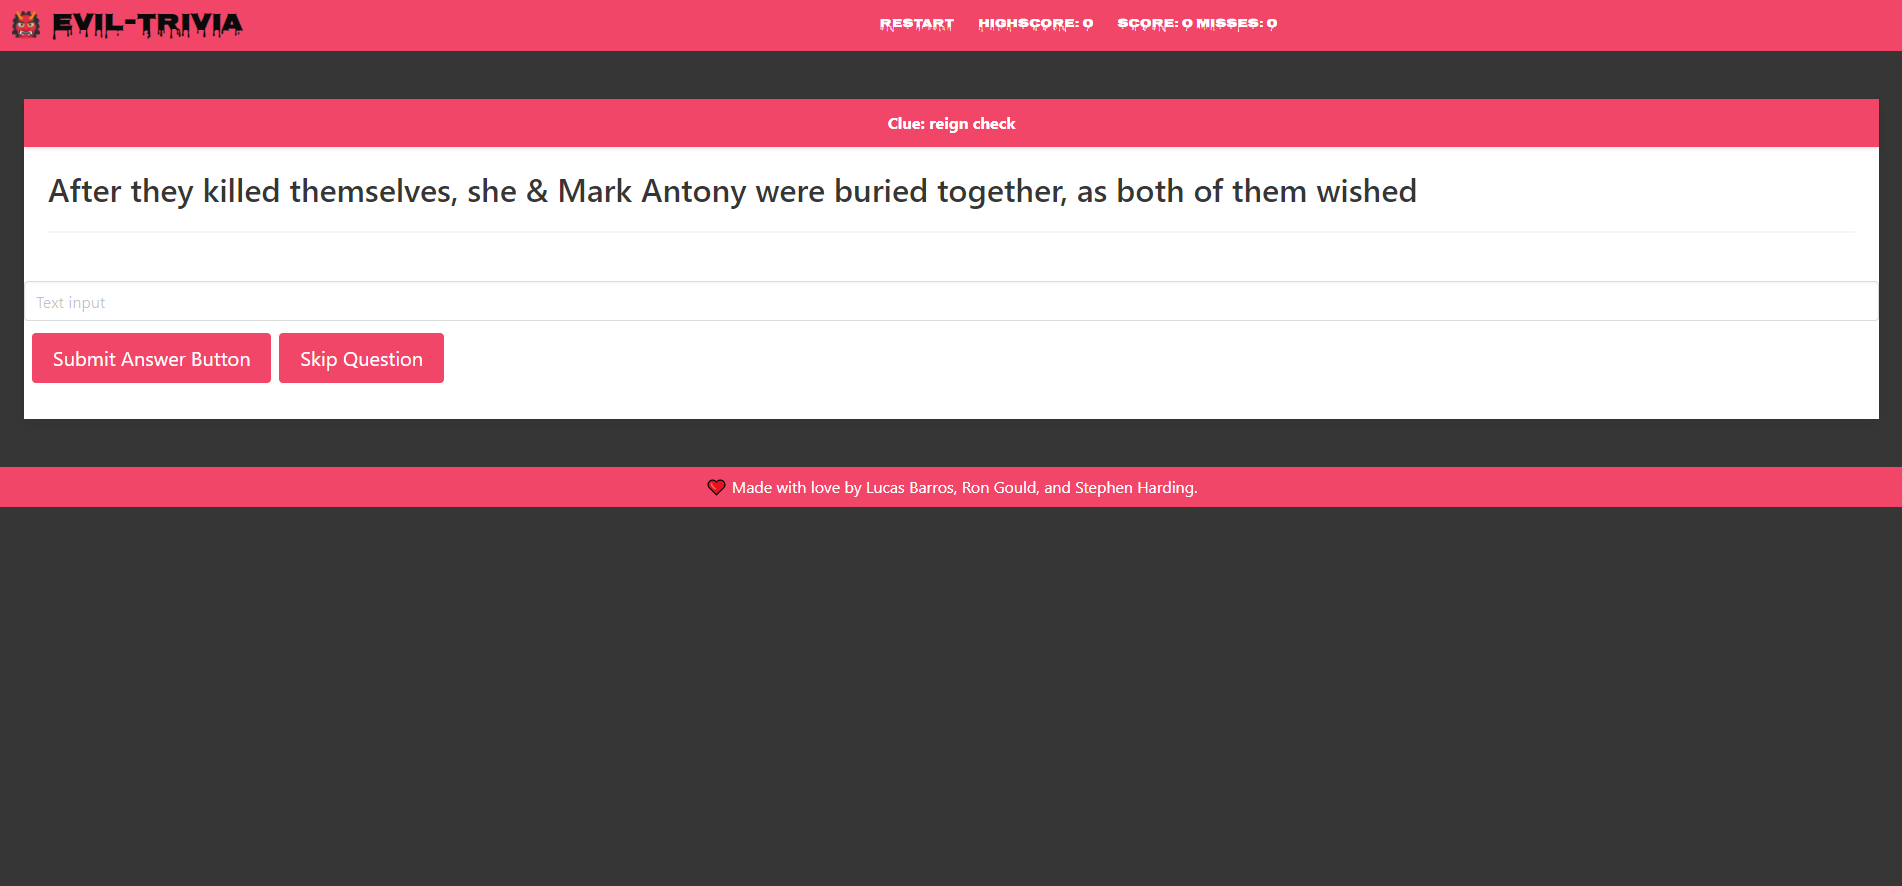 EVIL-TRIVIA
RESTART HIGHSCORE: 0 SCORE: 0 MISSES: 0
Clue: reign check
After they killed themselves, she & Mark Antony were buried together, as both of them wished
Text input
Submit Answer Button Skip Question
Made with love by Lucas Barros, Ron Gould, and Stephen Harding.